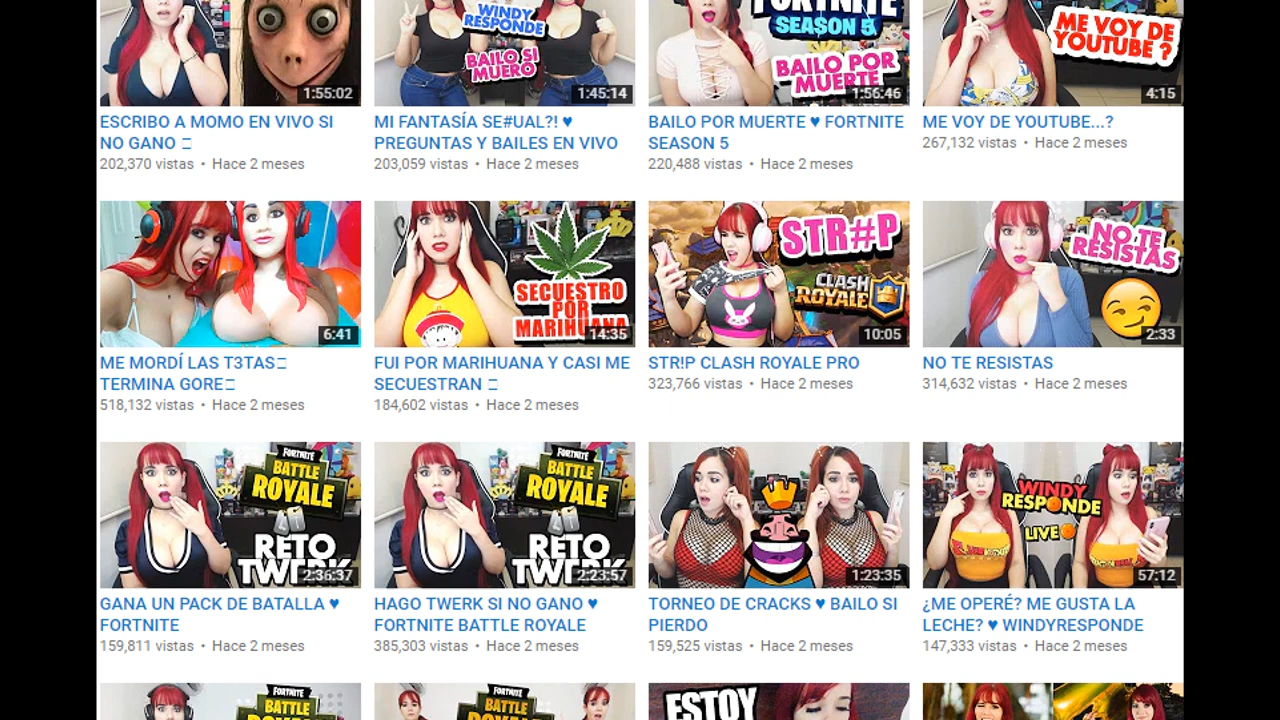 WINDY
RESPONDE
BAILO SI
MUERO
FORTNITE
SEASON 5
BAILO POR
MUERTE
ME VOY DE
YOUTUBE ?
1:55:02
1:45:14
1:56:46
4:15
ESCRIBO A MOMO EN VIVO SI
NO GANO
MI FANTASÍA SE#UAL?! ♥
PREGUNTAS Y BAILES EN VIVO
BAILO POR MUERTE ♥ FORTNITE
SEASON 5
ME VOY DE YOUTUBE...?
202,370 vistas • Hace 2 meses
203,059 vistas • Hace 2 meses
220,488 vistas • Hace 2 meses
267,132 vistas • Hace 2 meses
SECUESTRO
POR
MARIHUANA
STR#P
CLASH
ROYALE
NO TE
RESISTAS
6:41
14:35
10:05
2:33
ME MORDÍ LAS T3TAS
TERMINA GORE
FUI POR MARIHUANA Y CASI ME
SECUESTRAN
STR!P CLASH ROYALE PRO
NO TE RESISTAS
518,132 vistas • Hace 2 meses
184,602 vistas • Hace 2 meses
323,766 vistas • Hace 2 meses
314,632 vistas • Hace 2 meses
FORTNITE
BATTLE
ROYALE
RETO
TWERK
FORTNITE
BATTLE
ROYALE
RETO
TWERK
WINDY
RESPONDE
LIVE
2:36:37
2:23:57
1:23:35
57:12
GANA UN PACK DE BATALLA ♥
FORTNITE
HAGO TWERK SI NO GANO ♥
FORTNITE BATTLE ROYALE
TORNEO DE CRACKS ♥ BAILO SI
PIERDO
¿ME OPERÉ? ME GUSTA LA
LECHE? ♥ WINDYRESPONDE
159,811 vistas • Hace 2 meses
385,303 vistas • Hace 2 meses
159,525 vistas • Hace 2 meses
147,333 vistas • Hace 2 meses
FORTNITE
BATTLE
FORTNITE
BATTLE
ESTOY